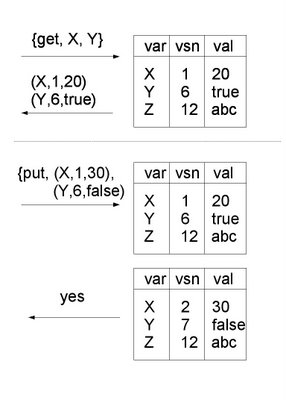 {get, X, Y}
(X,1,20)
(Y,6,true)
var vsn val
X 1 20
Y 6 true
Z 12 abc
{put, (X,1,30),
(Y,6,false)
var vsn val
X 1 20
Y 6 true
Z 12 abc
yes
var vsn val
X 2 30
Y 7 false
Z 12 abc